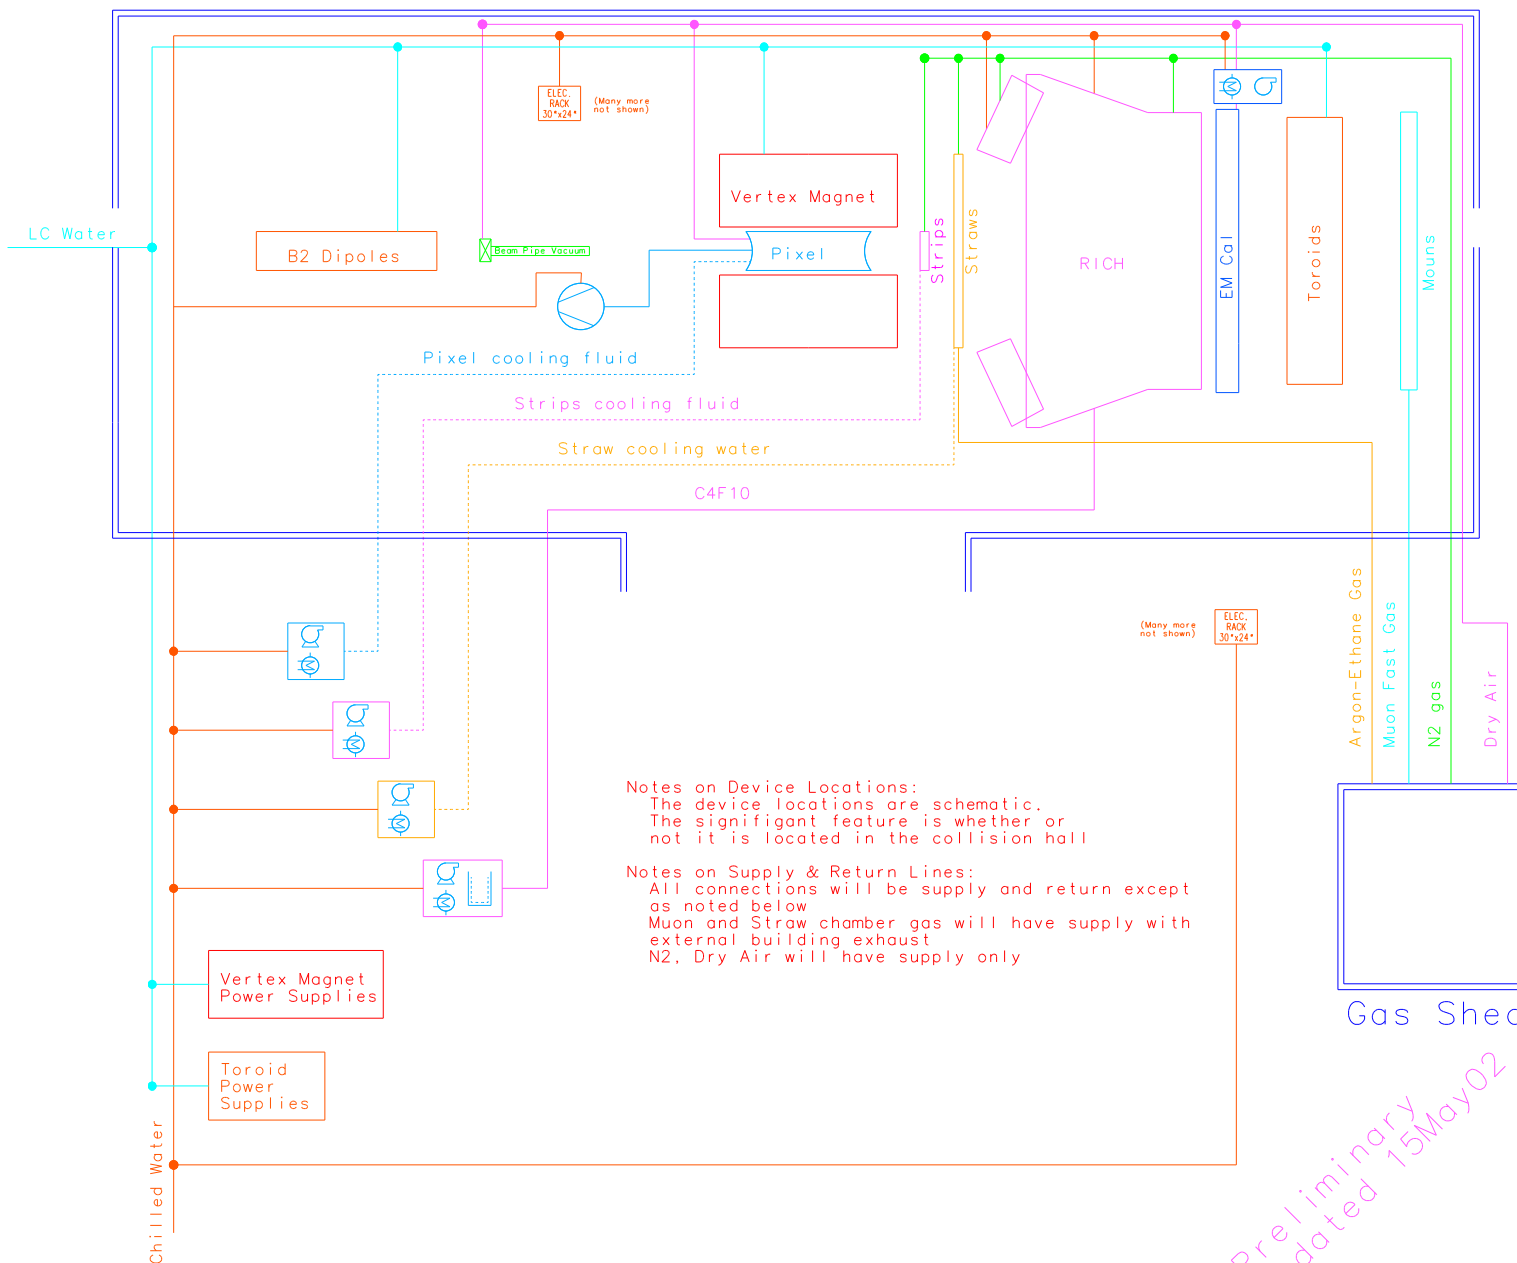 ELEC.
RACK
30"x24"
(Many more
not shown)
Vertex Magnet
LC Water
B2 Dipoles
Beam Pipe Vacuum
Pixel
Strips
Straws
RICH
EM Cal
Toroids
Mouns
Pixel cooling fluid
Strips cooling fluid
Straw cooling water
C4F10
(Many more
not shown)
ELEC.
RACK
30"x24"
Argon-Ethane Gas
Muon Fast Gas
N2 gas
Dry Air
M
M
M
M
M
Notes on Device Locations:
The device locations are schematic.
The signifigant feature is whether or
not it is located in the collision hall
Notes on Supply & Return Lines:
All connections will be supply and return except
as noted below
Muon and Straw chamber gas will have supply with
external building exhaust
N2, Dry Air will have supply only
Vertex Magnet
Power Supplies
Toroid
Power
Supplies
Chilled Water
Gas Shed
Preliminary
dated 15May02